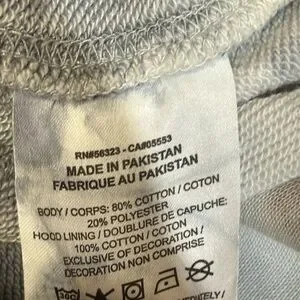 RN#56323 - CA#05553
MADE IN PAKISTAN
FABRIQUE AU PAKISTAN
BODY / CORPS: 80% COTTON / COTON
20% POLYESTER
HOOD LINING / DOUBLURE DE CAPUCHE:
100% COTTON / COTON
EXCLUSIVE OF DECORATION /
DECORATION NON COMPRISE